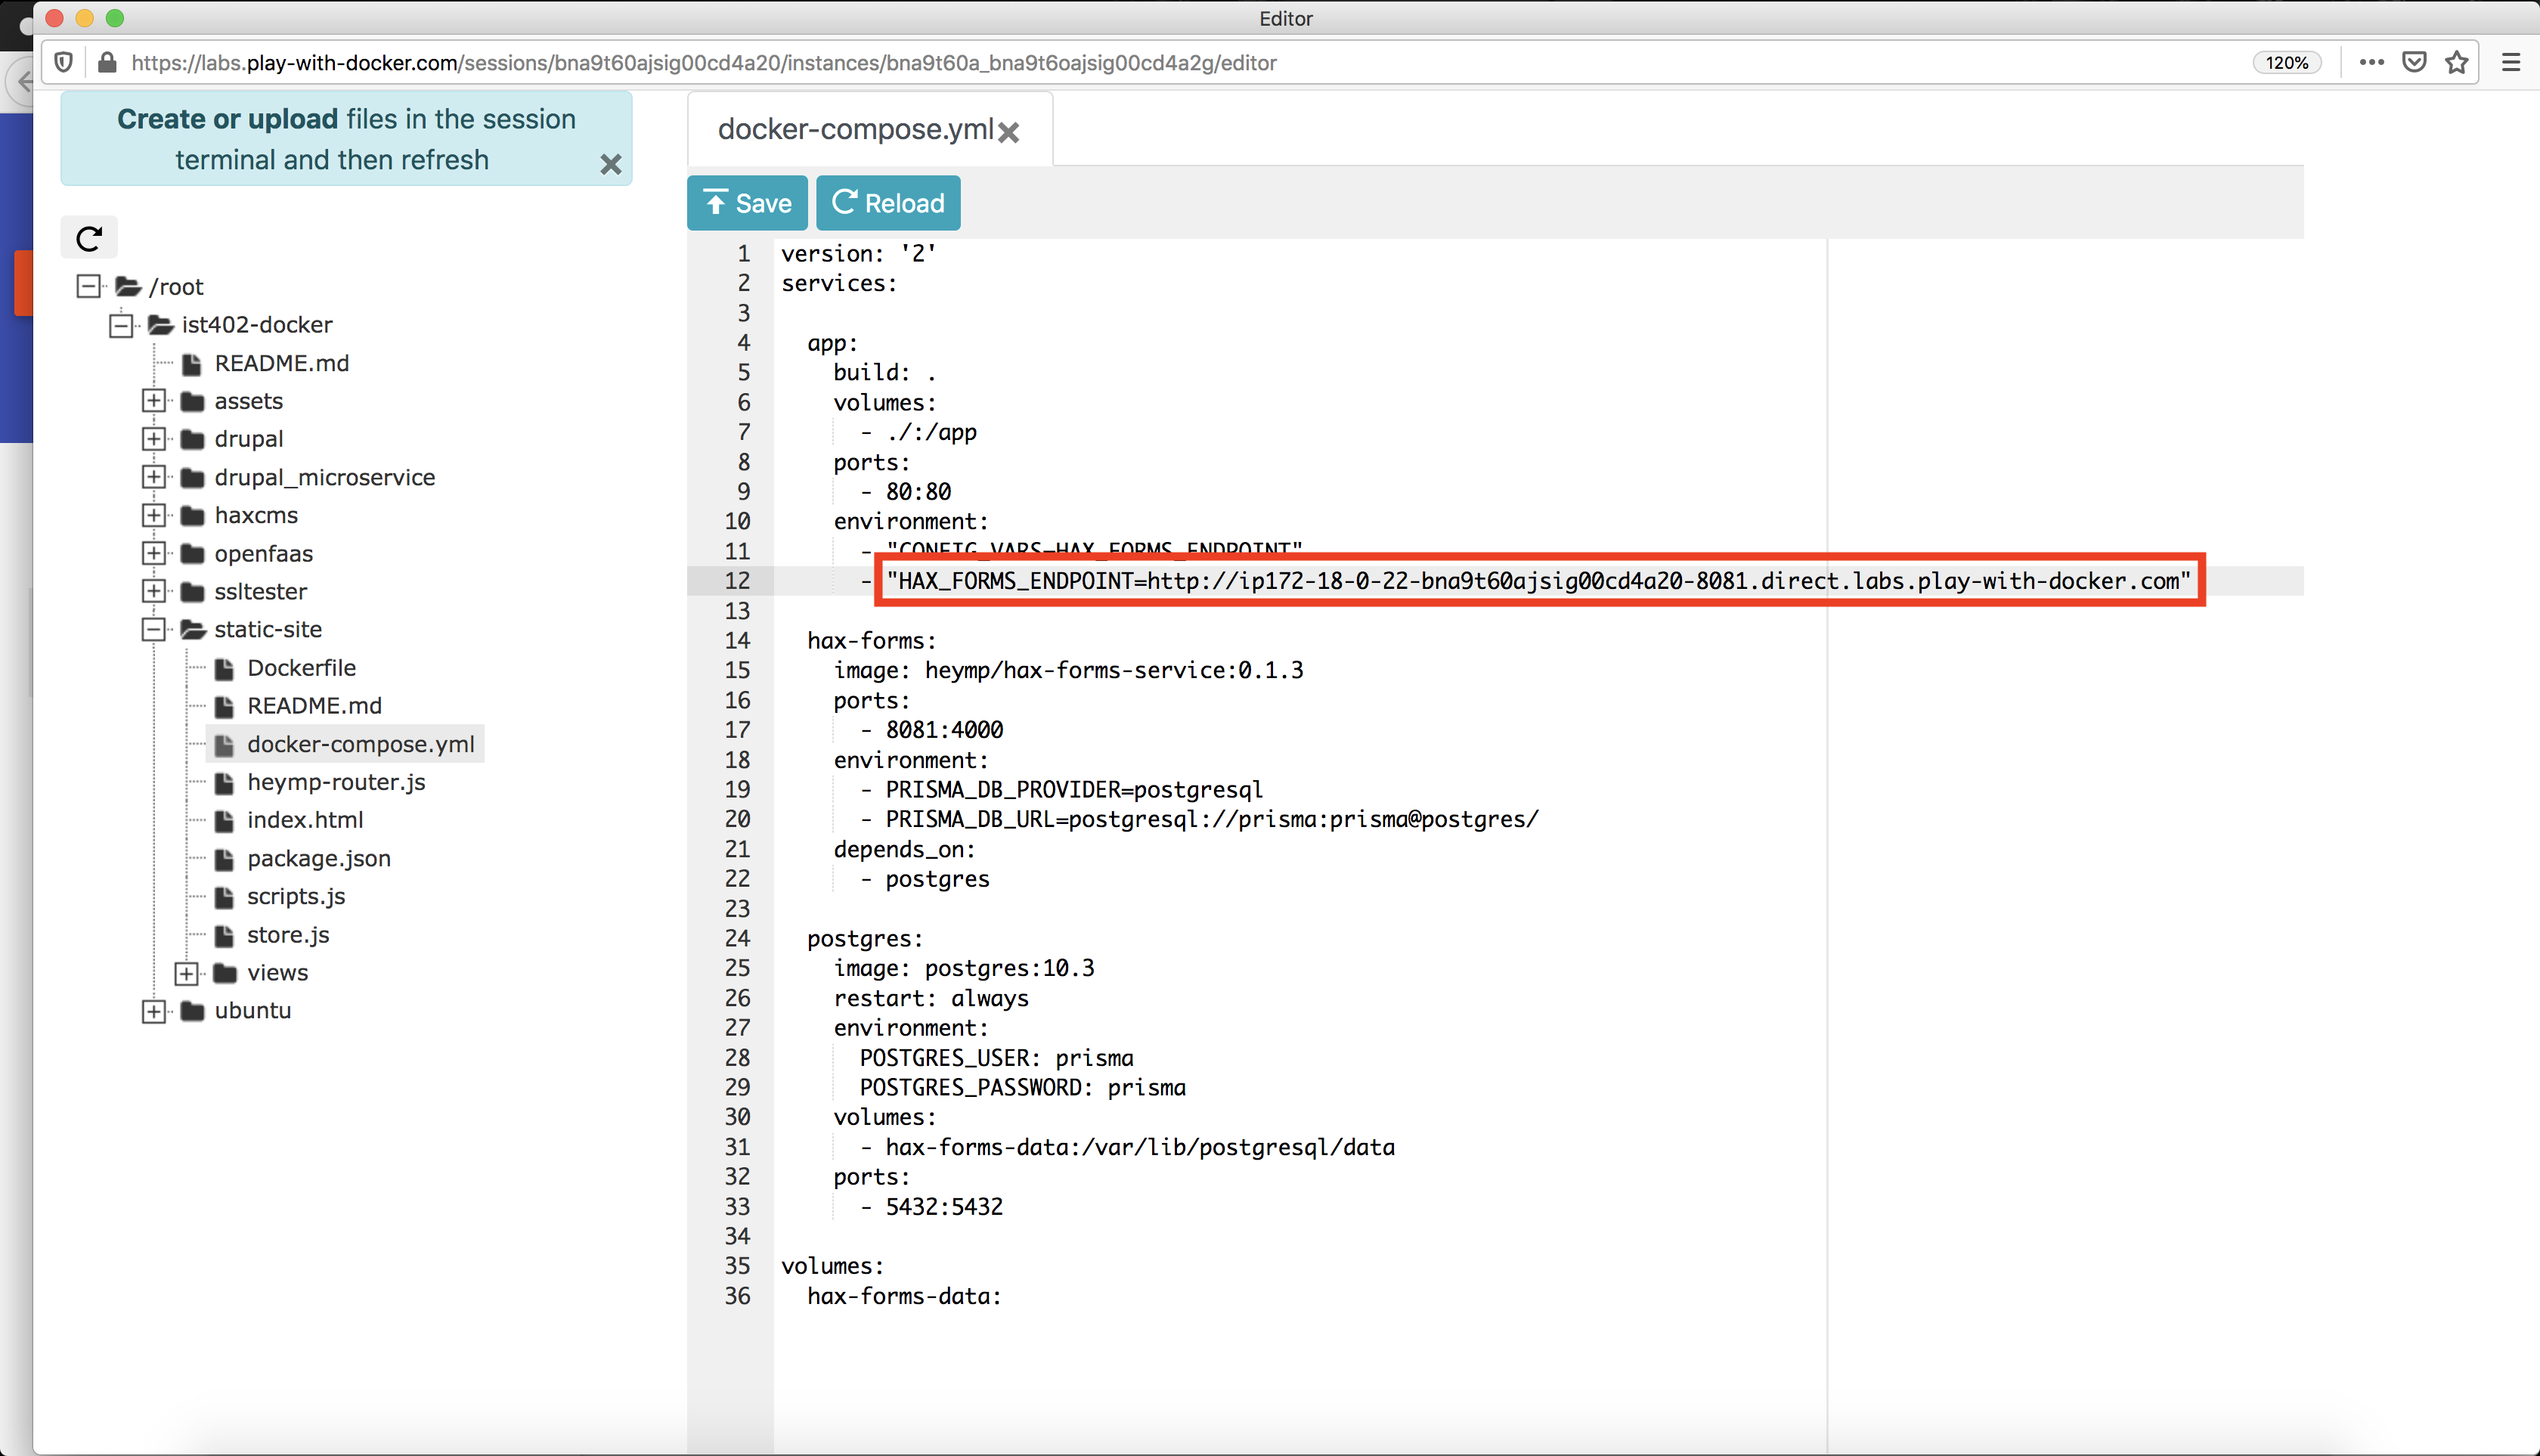 Editor
https://labs.play-with-docker.com/sessions/bna9t60ajsig00cd4a20/instances/bna9t60a_bna9t6oajsig00cd4a2g/editor
120%
Create or upload files in the session
terminal and then refresh
/root
ist402-docker
README.md
assets
drupal
drupal_microservice
haxcms
openfaas
ssltester
static-site
Dockerfile
README.md
docker-compose.yml
heymp-router.js
index.html
package.json
scripts.js
store.js
views
ubuntu
docker-compose.yml
Save
Reload
1 version: '2'
2 services:
3
4 app:
5 build: .
6 volumes:
7 - ./:/app
8 ports:
9 - 80:80
10 environment:
11 - "CONFIG_VARS=HAX_FORMS_ENDPOINT"
12 - "HAX_FORMS_ENDPOINT=http://ip172-18-0-22-bna9t60ajsig00cd4a20-8081.direct.labs.play-with-docker.com"
13
14 hax-forms:
15 image: heymp/hax-forms-service:0.1.3
16 ports:
17 - 8081:4000
18 environment:
19 - PRISMA_DB_PROVIDER=postgresql
20 - PRISMA_DB_URL=postgresql://prisma:prisma@postgres/
21 depends_on:
22 - postgres
23
24 postgres:
25 image: postgres:10.3
26 restart: always
27 environment:
28 POSTGRES_USER: prisma
29 POSTGRES_PASSWORD: prisma
30 volumes:
31 - hax-forms-data:/var/lib/postgresql/data
32 ports:
33 - 5432:5432
34
35 volumes:
36 hax-forms-data: